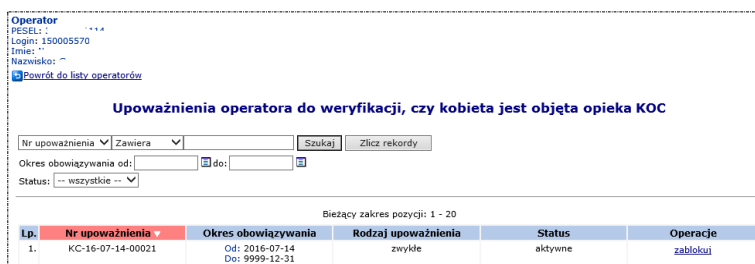 Operator
PESEL:
Login: 150005570
Imie:
Nazwisko:
Powrót do listy operatorów
Upoważnienia operatora do weryfikacji, czy kobieta jest objęta opieka KOC
Nr upoważnienia Zawiera Szukaj Zlicz rekordy
Okres obowiązywania od: do:
Status: -- wszystkie --
Bieżący zakres pozycji: 1 - 20
Lp. Nr upoważnienia Okres obowiązywania Rodzaj upoważnienia Status Operacje
1. KC-16-07-14-00021 Od: 2016-07-14 zwykłe aktywne zablokuj
Do: 9999-12-31